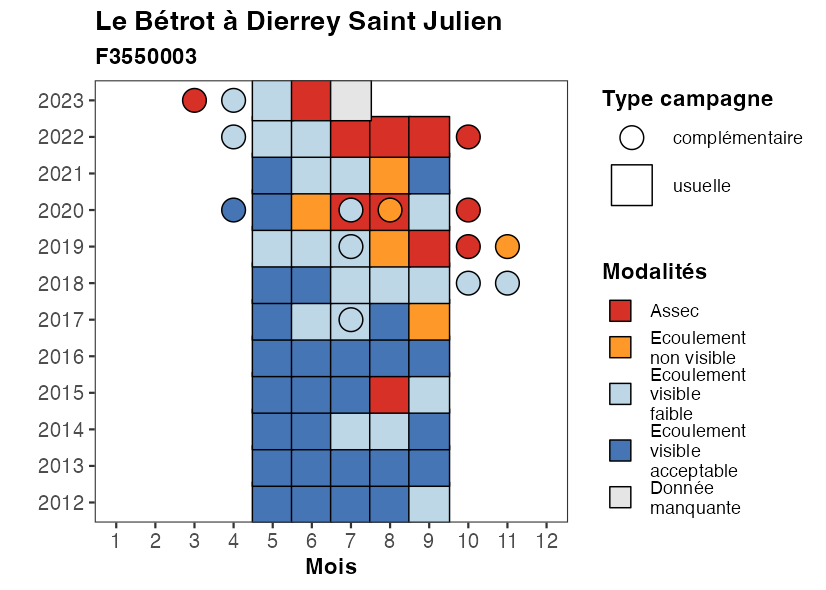 Le Bétrot à Dierrey Saint Julien
F3550003
2023
2022
2021
2020
2019
2018
2017
2016
2015
2014
2013
2012
1 2 3 4 5 6 7 8 9 10 11 12
Mois
Type campagne
complémentaire
usuelle
Modalités
Assec
Ecoulement
non visible
Ecoulement
visible
faible
Ecoulement
visible
acceptable
Donnée
manquante